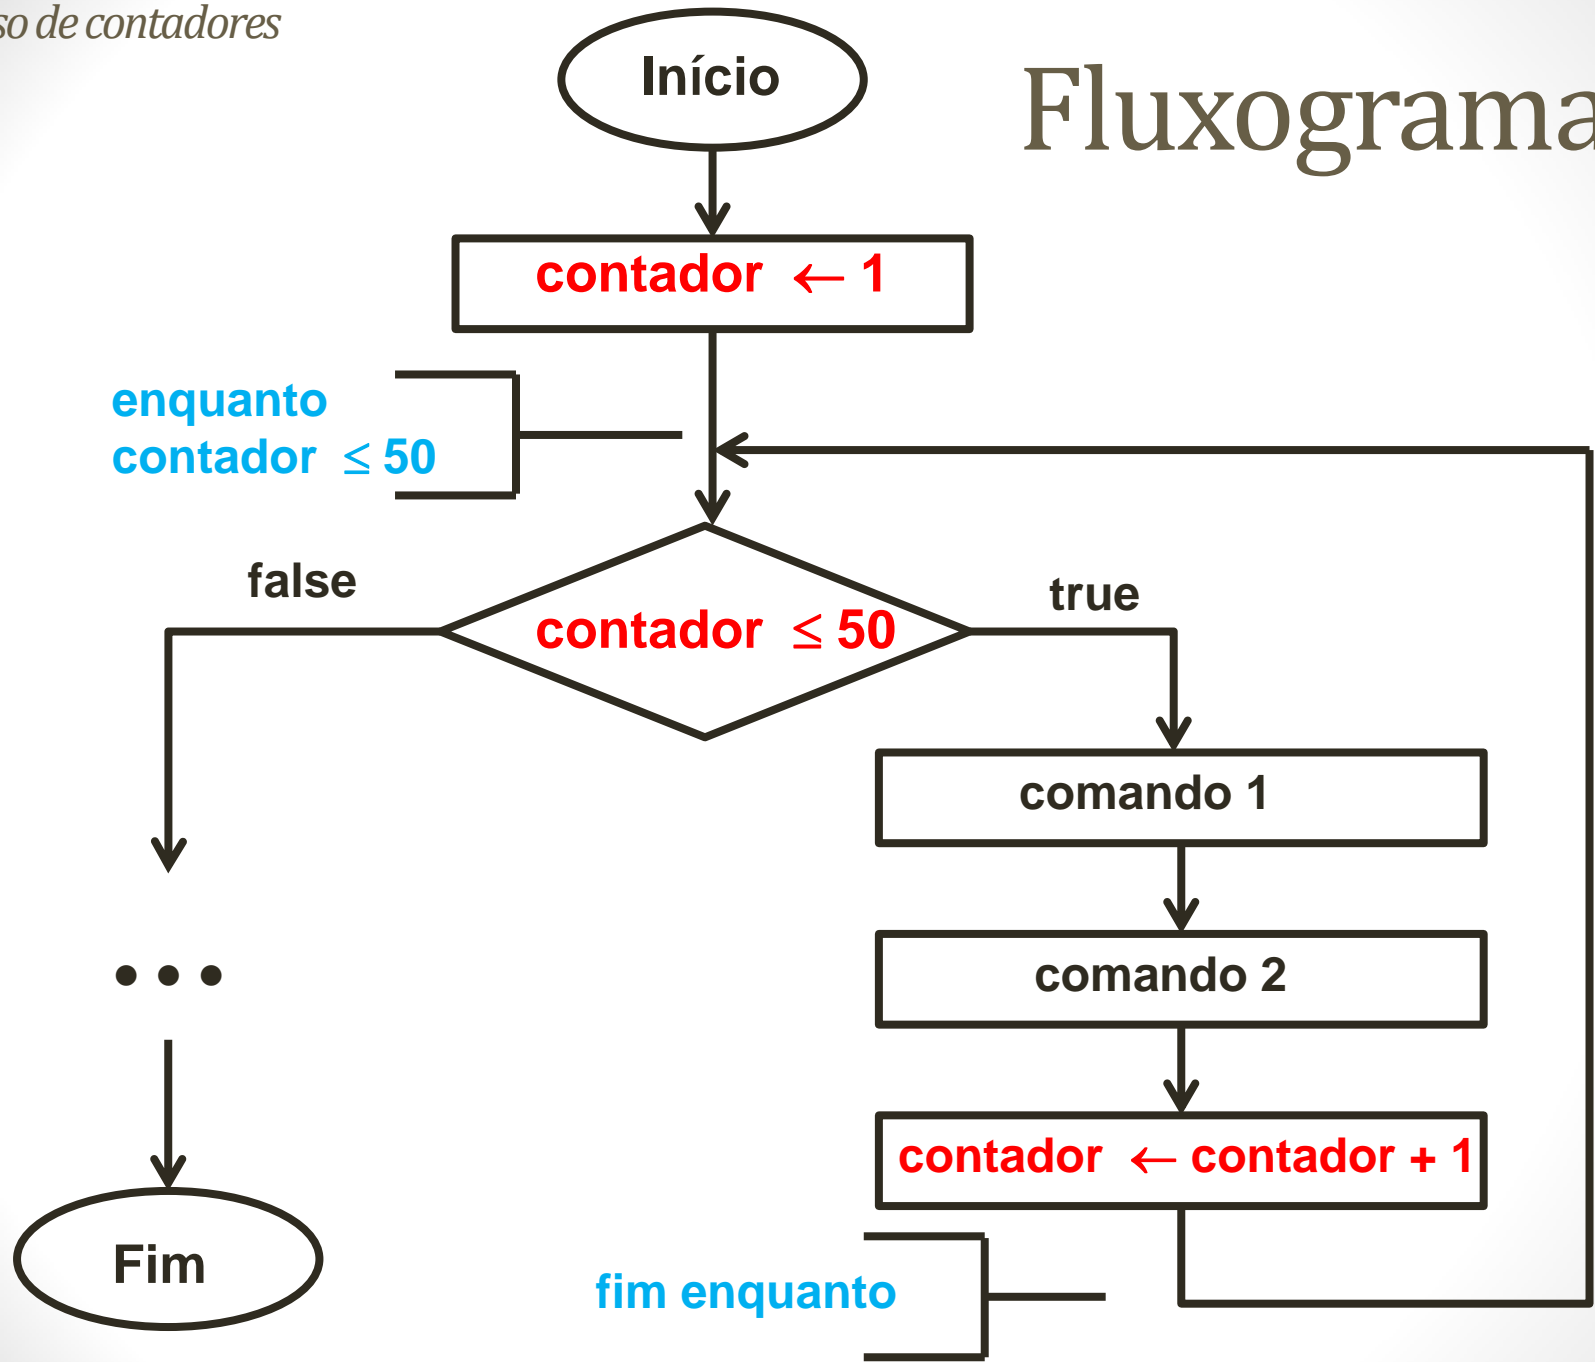 so de contadores
Início
Fluxograma
contador ← 1
enquanto
contador ≤ 50
false
contador ≤ 50
true
comando 1
comando 2
contador ← contador + 1
Fim
fim enquanto